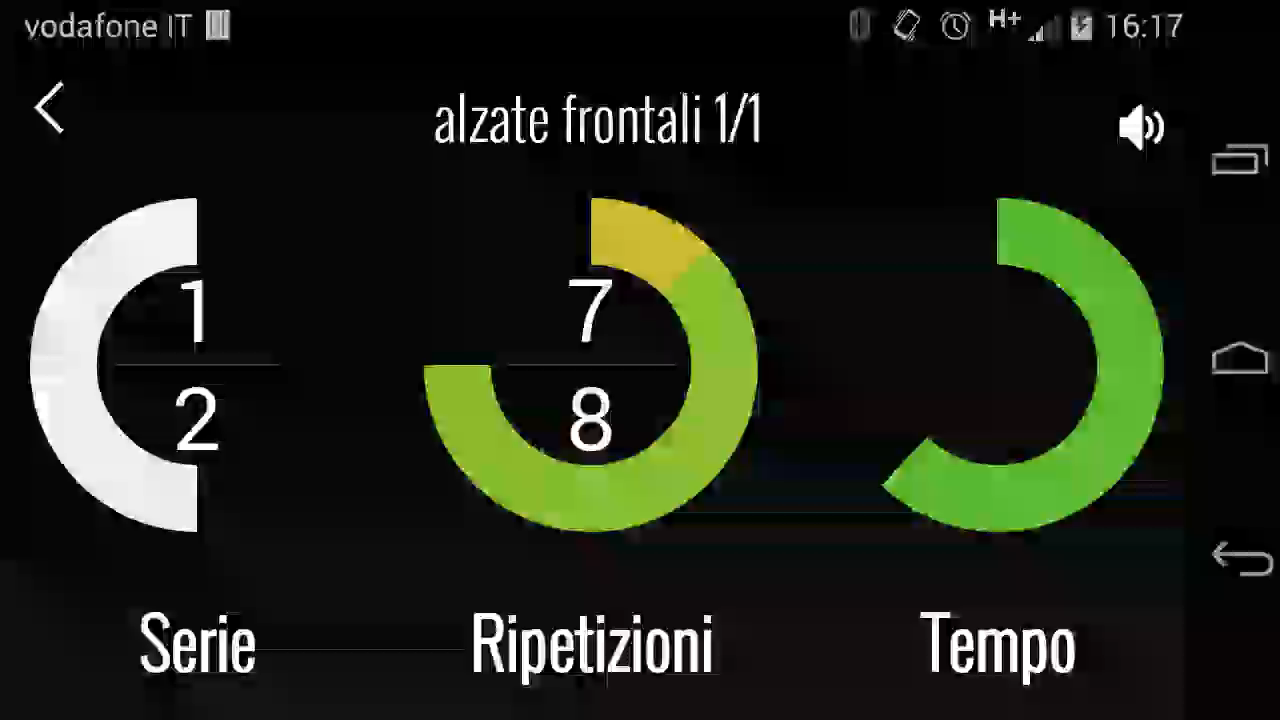 vodafone IT H+ 16:17
alzate frontali 1/1
1
2
7
8
Serie Ripetizioni Tempo